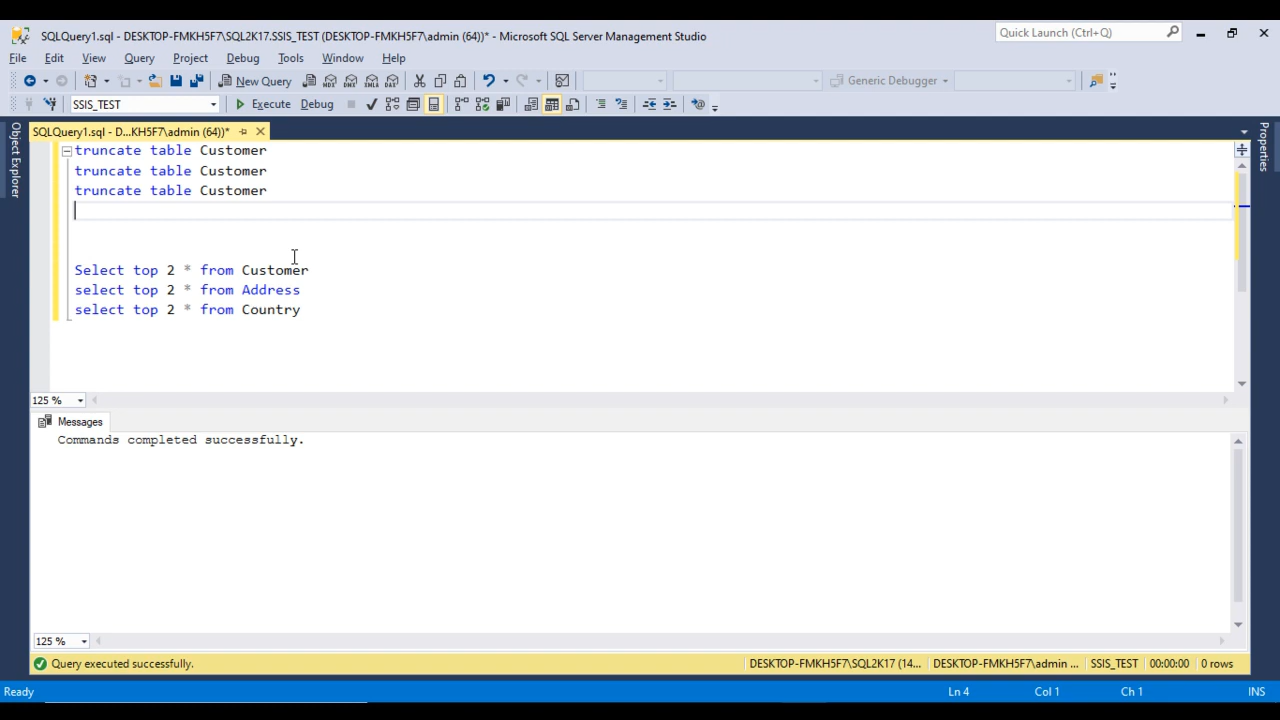 SQLQuery1.sql - DESKTOP-FMKH5F7\SQL2K17.SSIS_TEST (DESKTOP-FMKH5F7\admin (64))* - Microsoft SQL Server Management Studio
Quick Launch (Ctrl+Q)
File Edit View Query Project Debug Tools Window Help
New Query
MDX DMX XMLA DAX
Generic Debugger
SSIS_TEST
Execute Debug
SQLQuery1.sql - D...KH5F7\admin (64))*
Object Explorer
Properties
truncate table Customer
truncate table Customer
truncate table Customer
Select top 2 * from Customer
select top 2 * from Address
select top 2 * from Country
125 %
Messages
Commands completed successfully.
125 %
Query executed successfully.
DESKTOP-FMKH5F7\SQL2K17 (14... DESKTOP-FMKH5F7\admin ... SSIS_TEST 00:00:00 0 rows
Ready Ln 4 Col 1 Ch 1 INS